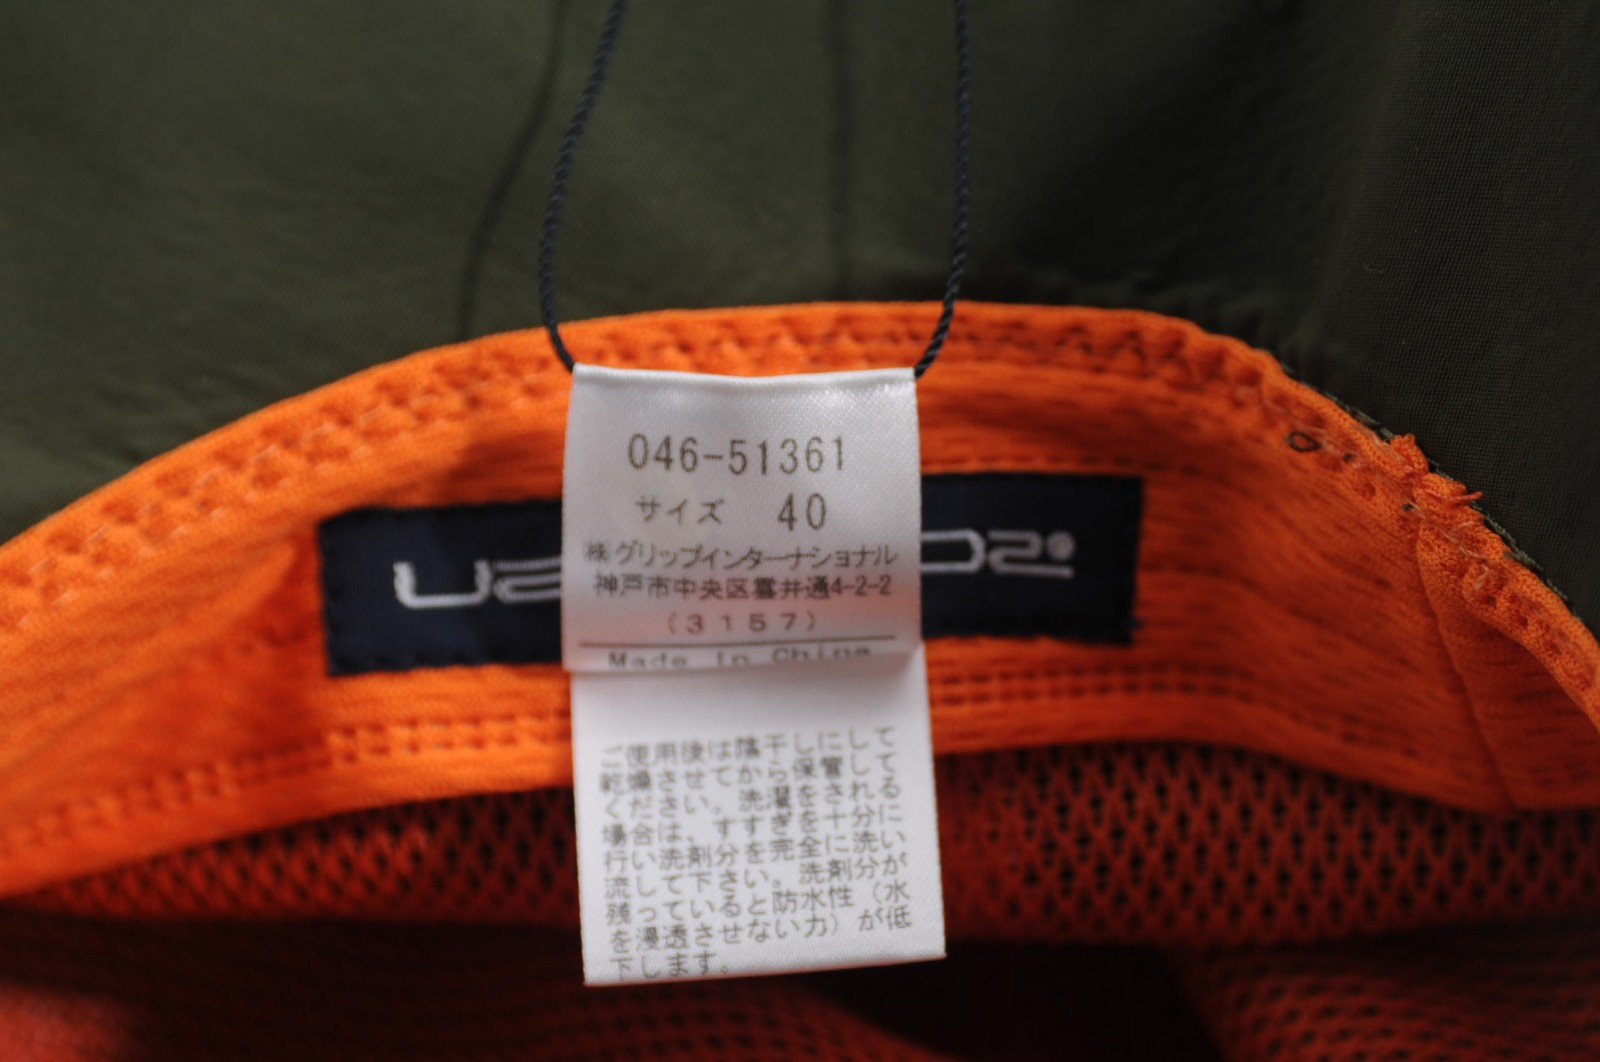 046-51361
サイズ 40
㈱グリップインターナショナル
神戸市中央区雲井通4-2-2
(3157)
Made in China
ご使用後は陰干しにして
乾燥させてから保管して
ください。洗濯をされる
場合は、すすぎを十分に
行い洗剤分を完全に洗い
流して下さい。洗剤分が
残っていると防水性（水
を浸透させない力）が低
下します。